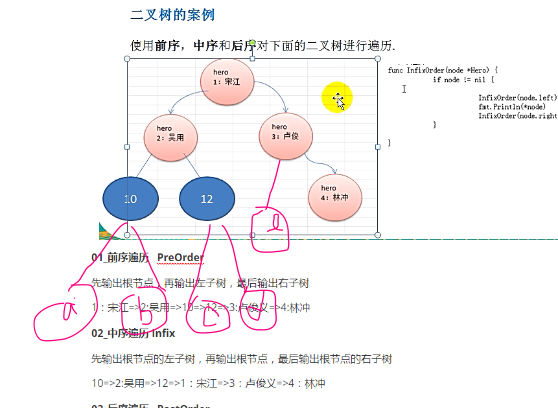 二叉树的案例
使用前序，中序和后序对下面的二叉树进行遍历.
hero
1：宋江
hero
2：吴用
hero
3：卢俊
10
12
hero
4：林冲
func InfixOrder(node *Hero) {
if node != nil {
InfixOrder(node.left)
fmt.Println(*node)
InfixOrder(node.right
}
}
a
01_前序遍历 PreOrder
先输出根节点，再输出左子树，最后输出右子树
1：宋江=>2:吴用=>10=>12=>3:卢俊义=>4:林冲
a
b
c
d
02_中序遍历 Infix
先输出根节点的左子树，再输出根节点，最后输出根节点的右子树
10=>2:吴用=>12=>1：宋江=>3：卢俊义=>4：林冲